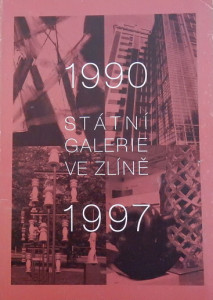 1990
STÁTNÍ
GALERIE
VE ZLÍNĚ
1997